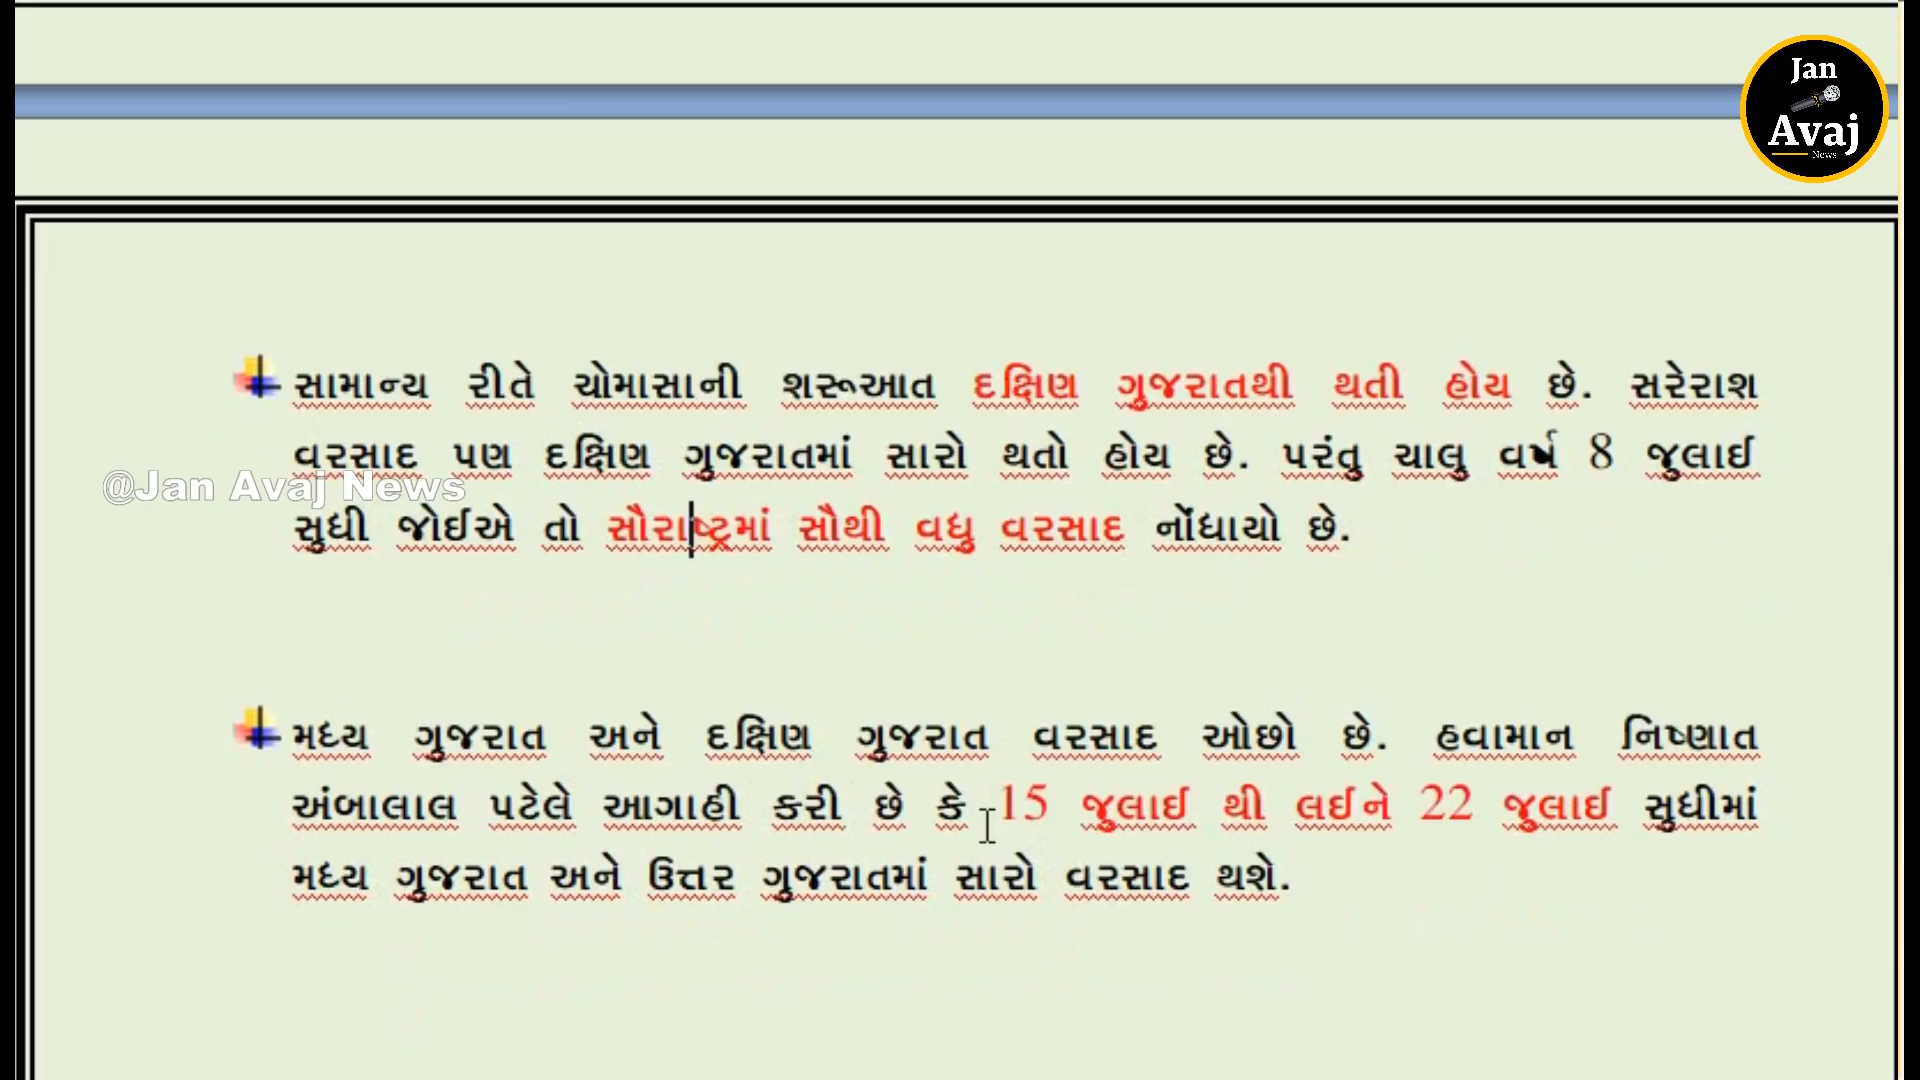 Jan
Avaj
News
સામાન્ય રીતે ચોમાસાની શરૂઆત દક્ષિણ ગુજરાતથી થતી હોય છે. સરેરાશ
વરસાદ પણ દક્ષિણ ગુજરાતમાં સારો થતો હોય છે. પરંતુ ચાલુ વર્ષ 8 જુલાઈ
@Jan Avaj News
સુધી જોઈએ તો સૌરાષ્ટ્રમાં સૌથી વધુ વરસાદ નોંધાયો છે.
મધ્ય ગુજરાત અને દક્ષિણ ગુજરાત વરસાદ ઓછો છે. હવામાન નિષ્ણાત
અંબાલાલ પટેલે આગાહી કરી છે કે 15 જુલાઈ થી લઈને 22 જુલાઈ સુધીમાં
મધ્ય ગુજરાત અને ઉત્તર ગુજરાતમાં સારો વરસાદ થશે.